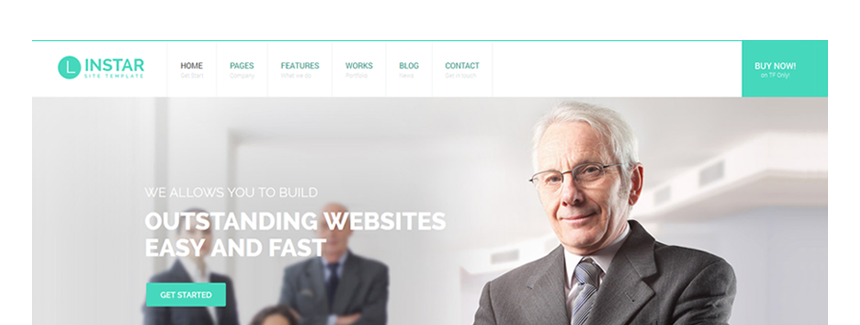 L INSTAR
SITE TEMPLATE
HOME
Get Start
PAGES
Company
FEATURES
What we do
WORKS
Portfolio
BLOG
News
CONTACT
Get in touch
BUY NOW!
on TF Only!
WE ALLOWS YOU TO BUILD
OUTSTANDING WEBSITES
EASY AND FAST
GET STARTED